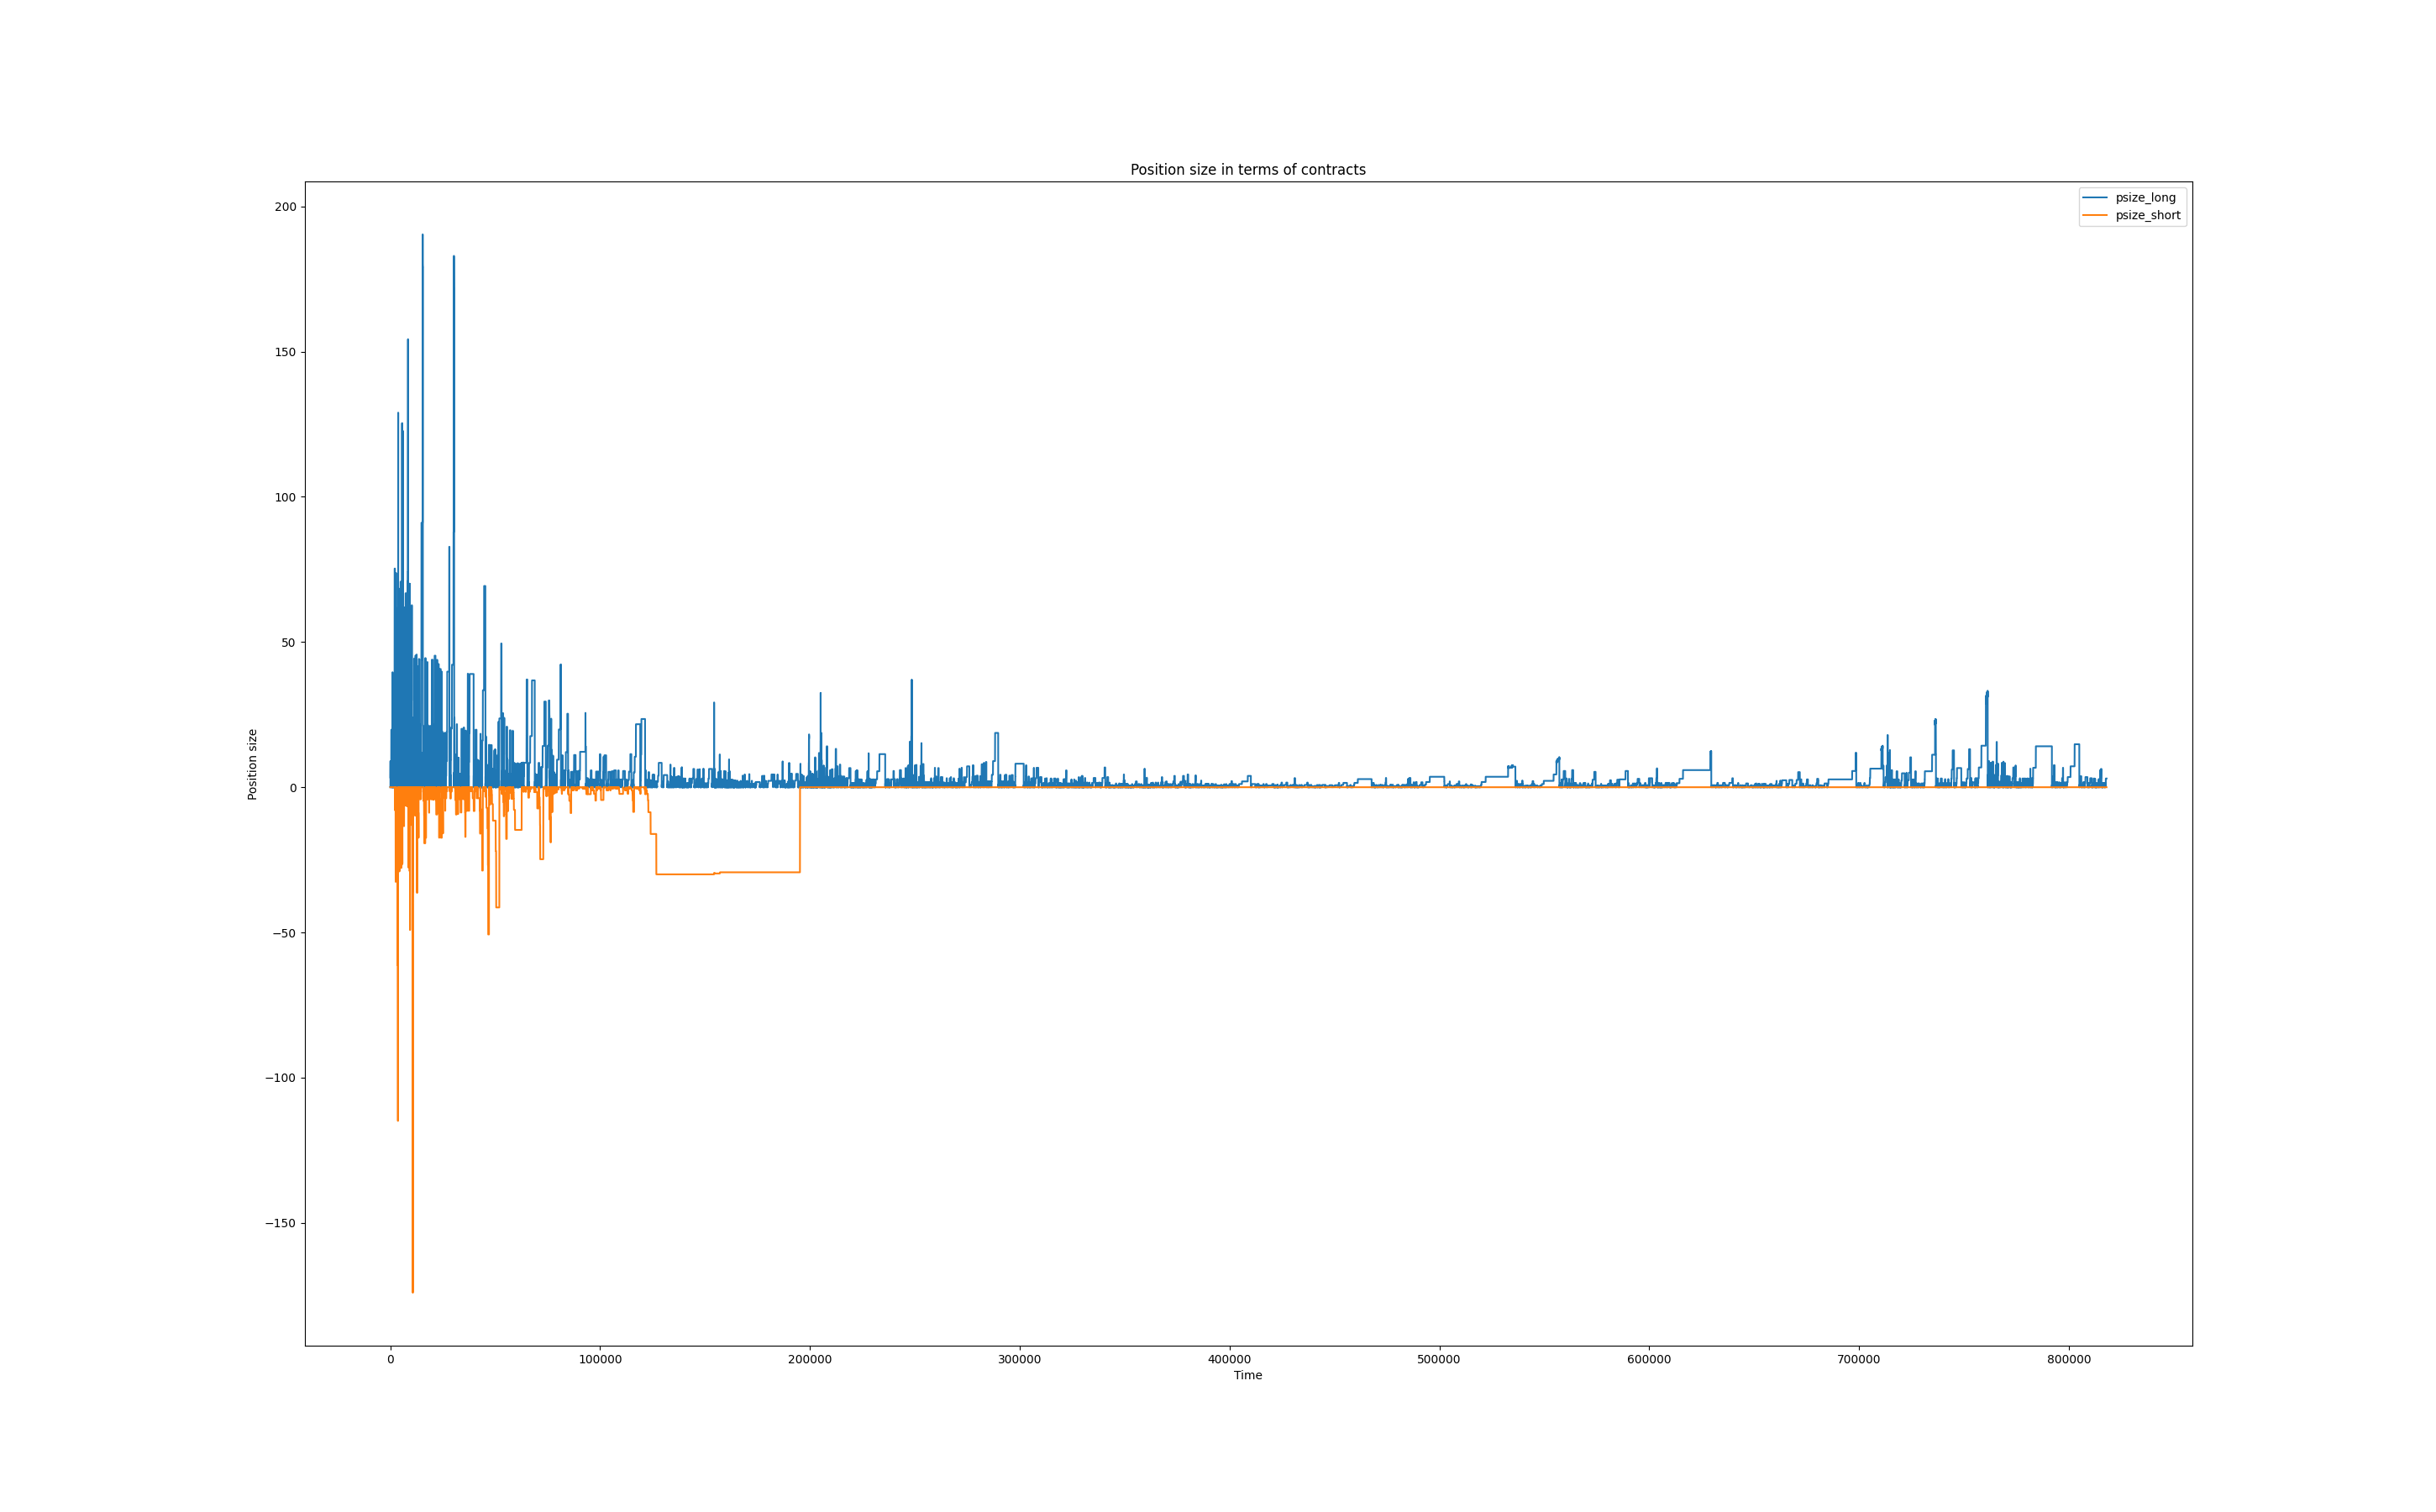 Position size in terms of contracts
psize_long
psize_short
Position size
200
150
100
50
0
−50
−100
−150
0 100000 200000 300000 400000 500000 600000 700000 800000
Time